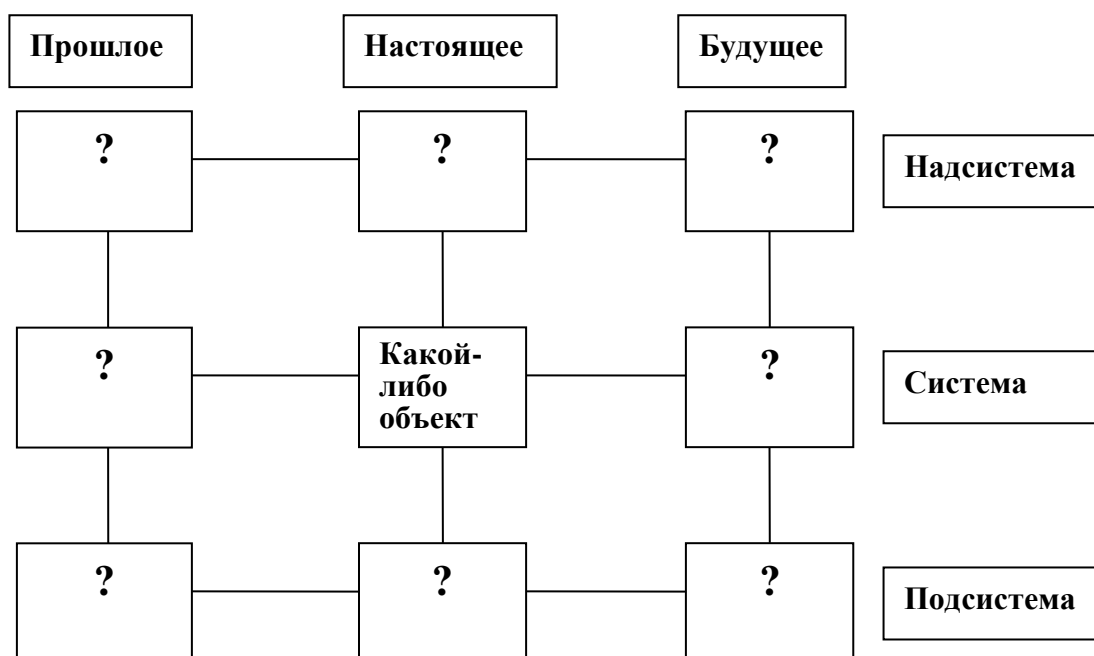 Прошлое
Настоящее
Будущее
?
?
?
Надсистема
?
Какой-
либо
объект
?
Система
?
?
?
Подсистема